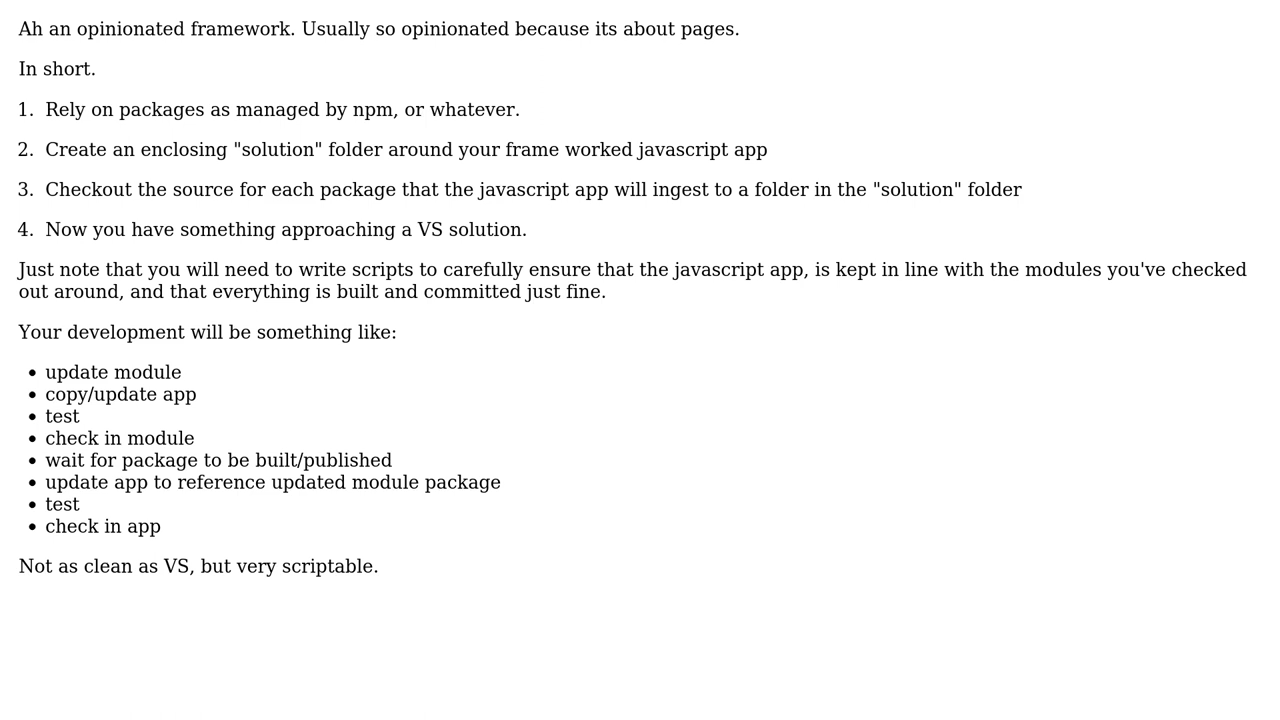 Ah an opinionated framework. Usually so opinionated because its about pages.
In short.
1. Rely on packages as managed by npm, or whatever.
2. Create an enclosing "solution" folder around your frame worked javascript app
3. Checkout the source for each package that the javascript app will ingest to a folder in the "solution" folder
4. Now you have something approaching a VS solution.
Just note that you will need to write scripts to carefully ensure that the javascript app, is kept in line with the modules you've checked
out around, and that everything is built and committed just fine.
Your development will be something like:
• update module
• copy/update app
• test
• check in module
• wait for package to be built/published
• update app to reference updated module package
• test
• check in app
Not as clean as VS, but very scriptable.